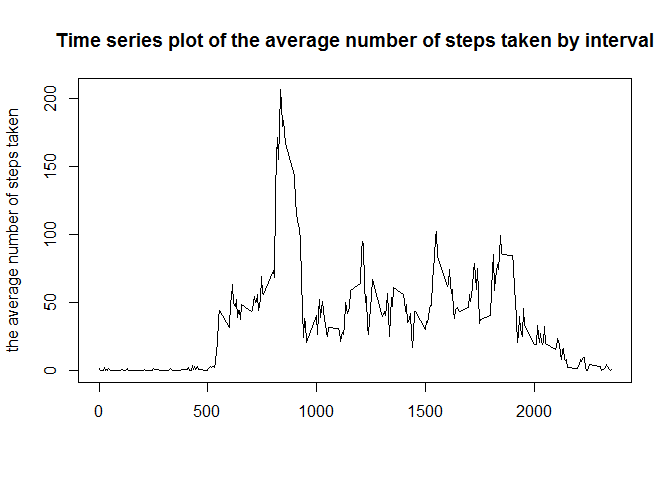 Time series plot of the average number of steps taken by interval
the average number of steps taken
200
150
100
50
0
0 500 1000 1500 2000